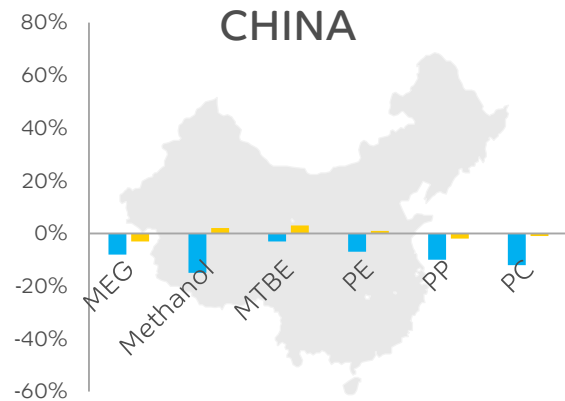 CHINA
80%
60%
40%
20%
0%
-20%
-40%
-60%
MEG
Methanol
MTBE
PE
PP
PC